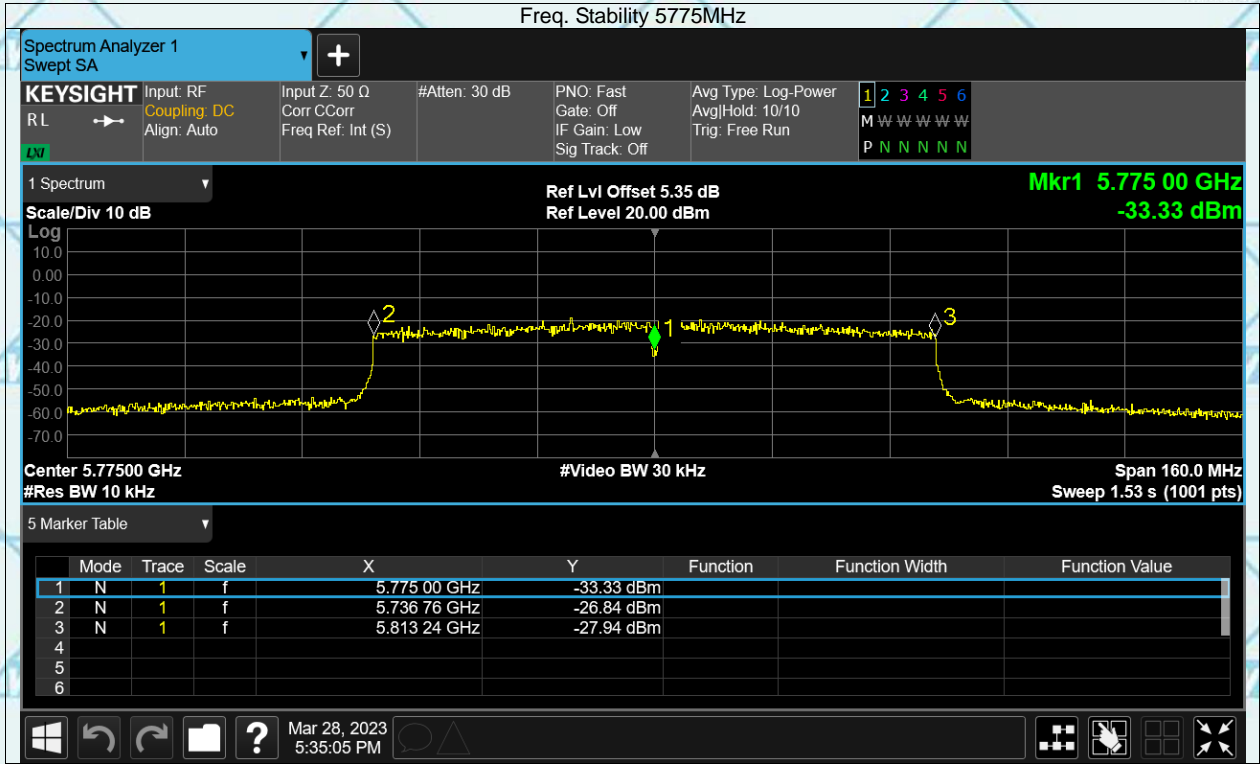 Freq. Stability 5775MHz
Spectrum Analyzer 1
Swept SA
+
KEYSIGHT
RL
LXI
Input: RF
Coupling: DC
Align: Auto
Input Z: 50 Ω
Corr CCorr
Freq Ref: Int (S)
#Atten: 30 dB
PNO: Fast
Gate: Off
IF Gain: Low
Sig Track: Off
Avg Type: Log-Power
Avg|Hold: 10/10
Trig: Free Run
1 2 3 4 5 6
M W W W W W
P N N N N N
1 Spectrum
Scale/Div 10 dB
Ref Lvl Offset 5.35 dB
Ref Level 20.00 dBm
Mkr1 5.775 00 GHz
-33.33 dBm
Log
10.0
0.00
-10.0
-20.0
-30.0
-40.0
-50.0
-60.0
-70.0
2
1
3
Center 5.77500 GHz
#Video BW 30 kHz
Span 160.0 MHz
#Res BW 10 kHz
Sweep 1.53 s (1001 pts)
5 Marker Table
Mode Trace Scale X Y Function Function Width Function Value
1 N 1 f 5.775 00 GHz -33.33 dBm
2 N 1 f 5.736 76 GHz -26.84 dBm
3 N 1 f 5.813 24 GHz -27.94 dBm
4
5
6
?
Mar 28, 2023
5:35:05 PM